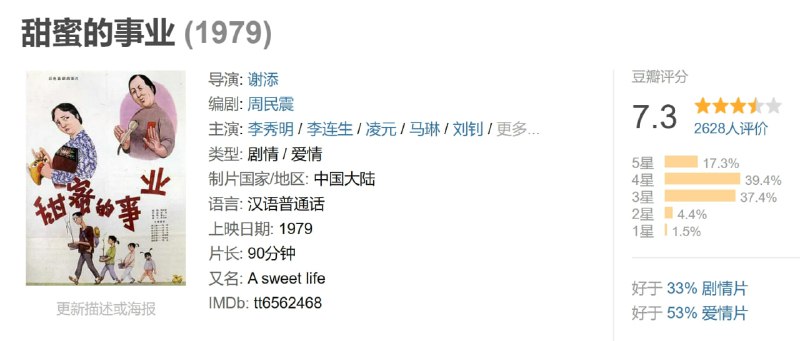 甜蜜的事业 (1979)
甜蜜的事业
更新描述或海报
导演: 谢添
编剧: 周民震
主演: 李秀明 / 李连生 / 凌元 / 马琳 / 刘钊 / 更多...
类型: 剧情 / 爱情
制片国家/地区: 中国大陆
语言: 汉语普通话
上映日期: 1979
片长: 90分钟
又名: A sweet life
IMDb: tt6562468
豆瓣评分
7.3
2628人评价
5星 17.3%
4星 39.4%
3星 37.4%
2星 4.4%
1星 1.5%
好于 33% 剧情片
好于 53% 爱情片